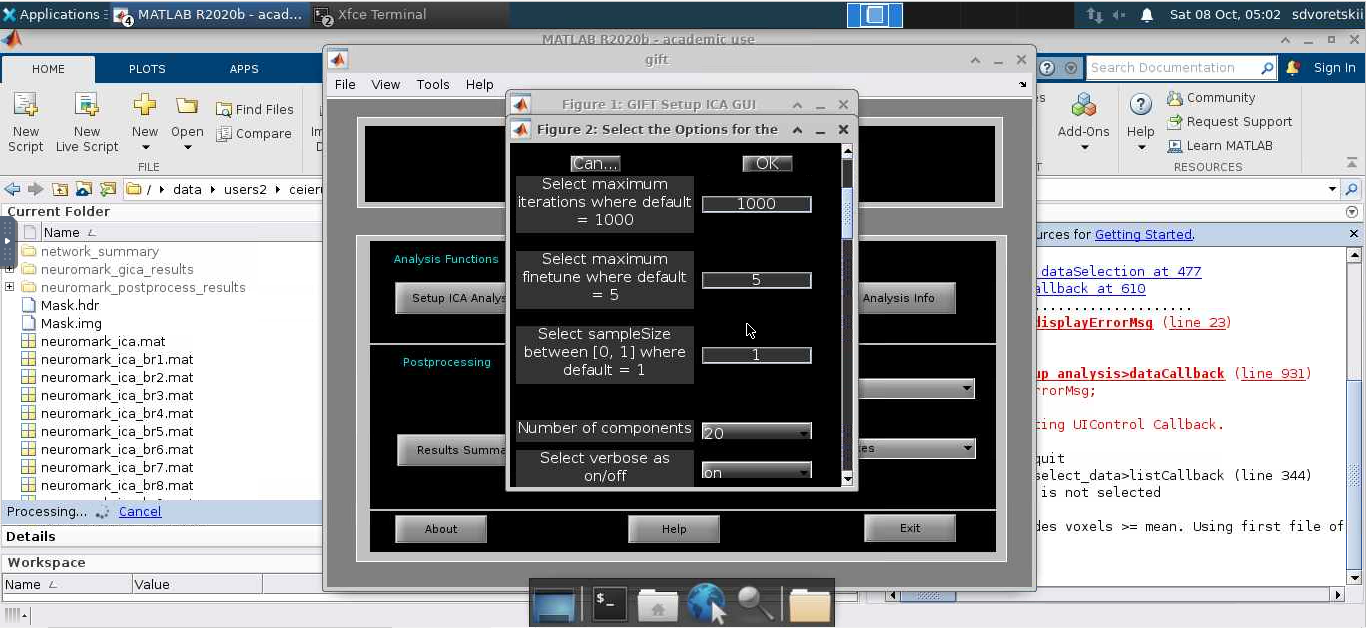 Applications
4
MATLAB R2020b - acad...
2
Xfce Terminal
Sat 08 Oct, 05:02
sdvoretskii
MATLAB R2020b - academic use
HOME
PLOTS
APPS
Search Documentation
Sign In
New
Script
New
Live Script
New
Open
Find Files
Compare
FILE
Add-Ons
Help
Community
Request Support
Learn MATLAB
RESOURCES
/
data
users2
Current Folder
Name
network_summary
neuromark_gica_results
neuromark_postprocess_results
Mask.hdr
Mask.img
neuromark_ica.mat
neuromark_ica_br1.mat
neuromark_ica_br2.mat
neuromark_ica_br3.mat
neuromark_ica_br4.mat
neuromark_ica_br5.mat
neuromark_ica_br6.mat
neuromark_ica_br7.mat
neuromark_ica_br8.mat
Processing...
Cancel
Details
Workspace
Name
Value
gift
File
View
Tools
Help
Analysis Functions
Setup ICA Analys
Analysis Info
Postprocessing
Results Summa
About
Help
Exit
Figure 1: GIFT Setup ICA GUI
Figure 2: Select the Options for the
Can...
OK
Select maximum
iterations where default
= 1000
1000
Select maximum
finetune where default
= 5
5
Select sampleSize
between [0, 1] where
default = 1
1
Number of components
20
Select verbose as
on/off
on
for Getting Started.
dataSelection at 477
at 610
displayErrorMsg (line 23)
analysis>dataCallback (line 931)
UIControl Callback.
quit
select_data>listCallback (line 344)
is not selected
voxels >= mean. Using first file of